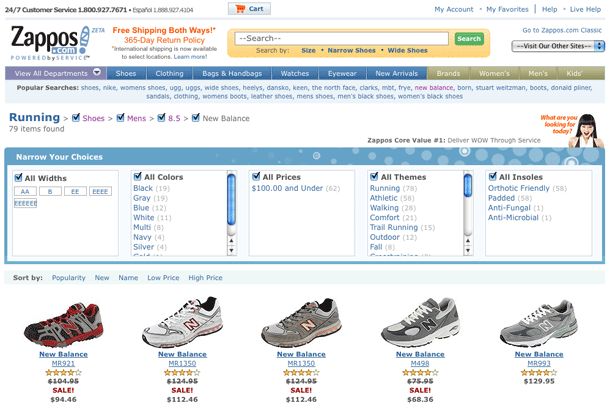 24/7 Customer Service 1.800.927.7671 • Español 1.888.927.4104
Cart
My Account
My Favorites
Help
Live Help
Zappos.com
ZETA
POWERED by SERVICE™
Free Shipping Both Ways!*
365-Day Return Policy
*International shipping is now available
to select locations. Learn more!
--Search--
Search
Search by: Size • Narrow Shoes • Wide Shoes
Go to Zappos.com Classic
--Visit Our Other Sites--
View All Departments
Shoes
Clothing
Bags & Handbags
Watches
Eyewear
New Arrivals
Brands
Women's
Men's
Kids'
Popular Searches: shoes, nike, womens shoes, ugg, uggs, wide shoes, heelys, dansko, keen, the north face, clarks, mbt, frye, new balance, born, stuart weitzman, boots, donald pliner,
sandals, clothing, womens boots, leather shoes, mens shoes, men's black shoes, women's black shoes
Running > Shoes > Mens > 8.5 > New Balance
79 items found
What are you
looking for
today?
Zappos Core Value #1: Deliver WOW Through Service
Narrow Your Choices
All Widths
AA
B
EE
EEEE
EEEEEE
All Colors
Black (19)
Gray (19)
Blue (12)
White (11)
Multi (8)
Navy (4)
Silver (4)
All Prices
$100.00 and Under (62)
All Themes
Running (78)
Athletic (58)
Walking (28)
Comfort (21)
Trail Running (15)
Outdoor (12)
Fall (8)
All Insoles
Orthotic Friendly (58)
Padded (58)
Anti-Fungal (1)
Anti-Microbial (1)
Sort by: Popularity New Name Low Price High Price
New Balance
MR921
$104.95
SALE!
$94.46
New Balance
MR1350
$124.95
SALE!
$112.46
New Balance
MR1350
$124.95
SALE!
$112.46
New Balance
M498
$75.95
SALE!
$68.36
New Balance
MR993
$129.95